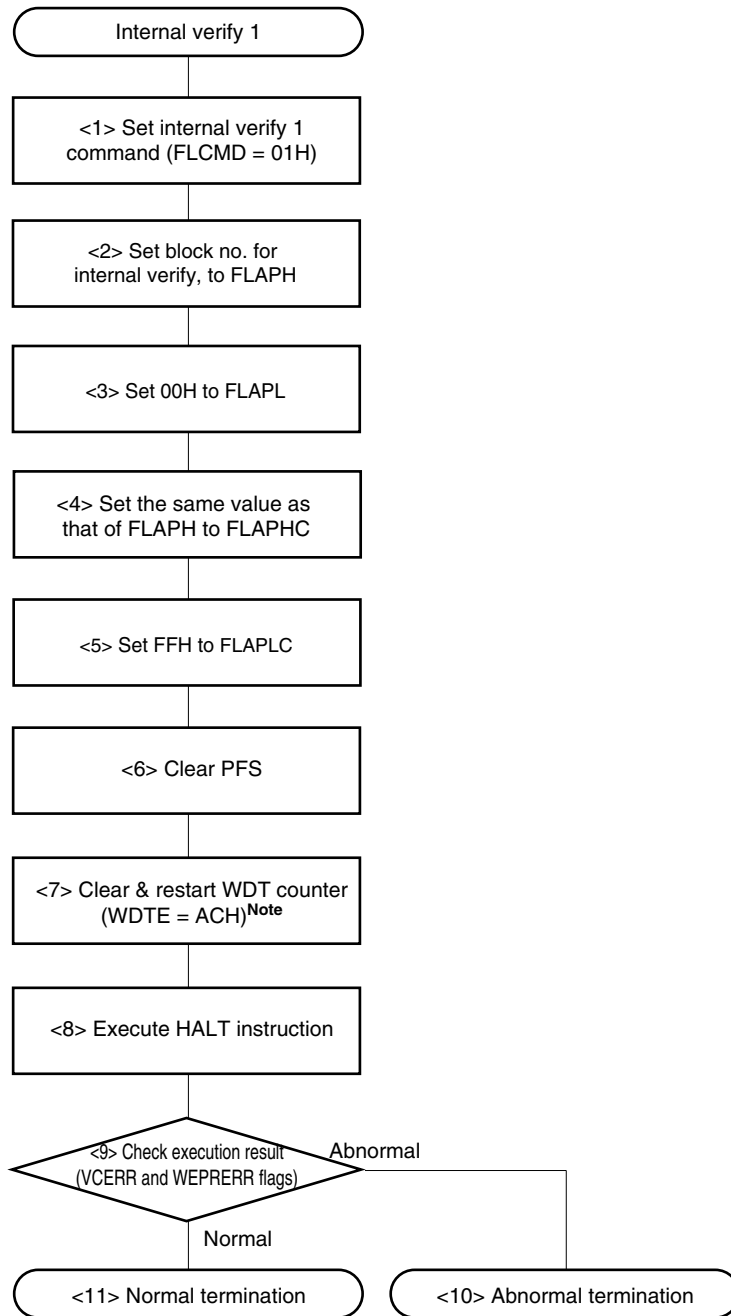 Internal verify 1
<1> Set internal verify 1
command (FLCMD = 01H)
<2> Set block no. for
internal verify, to FLAPH
<3> Set 00H to FLAPL
<4> Set the same value as
that of FLAPH to FLAPHC
<5> Set FFH to FLAPLC
<6> Clear PFS
<7> Clear & restart WDT counter
(WDTE = ACH)Note
<8> Execute HALT instruction
<9> Check execution result
(VCERR and WEPRERR flags)
Abnormal
Normal
<11> Normal termination
<10> Abnormal termination